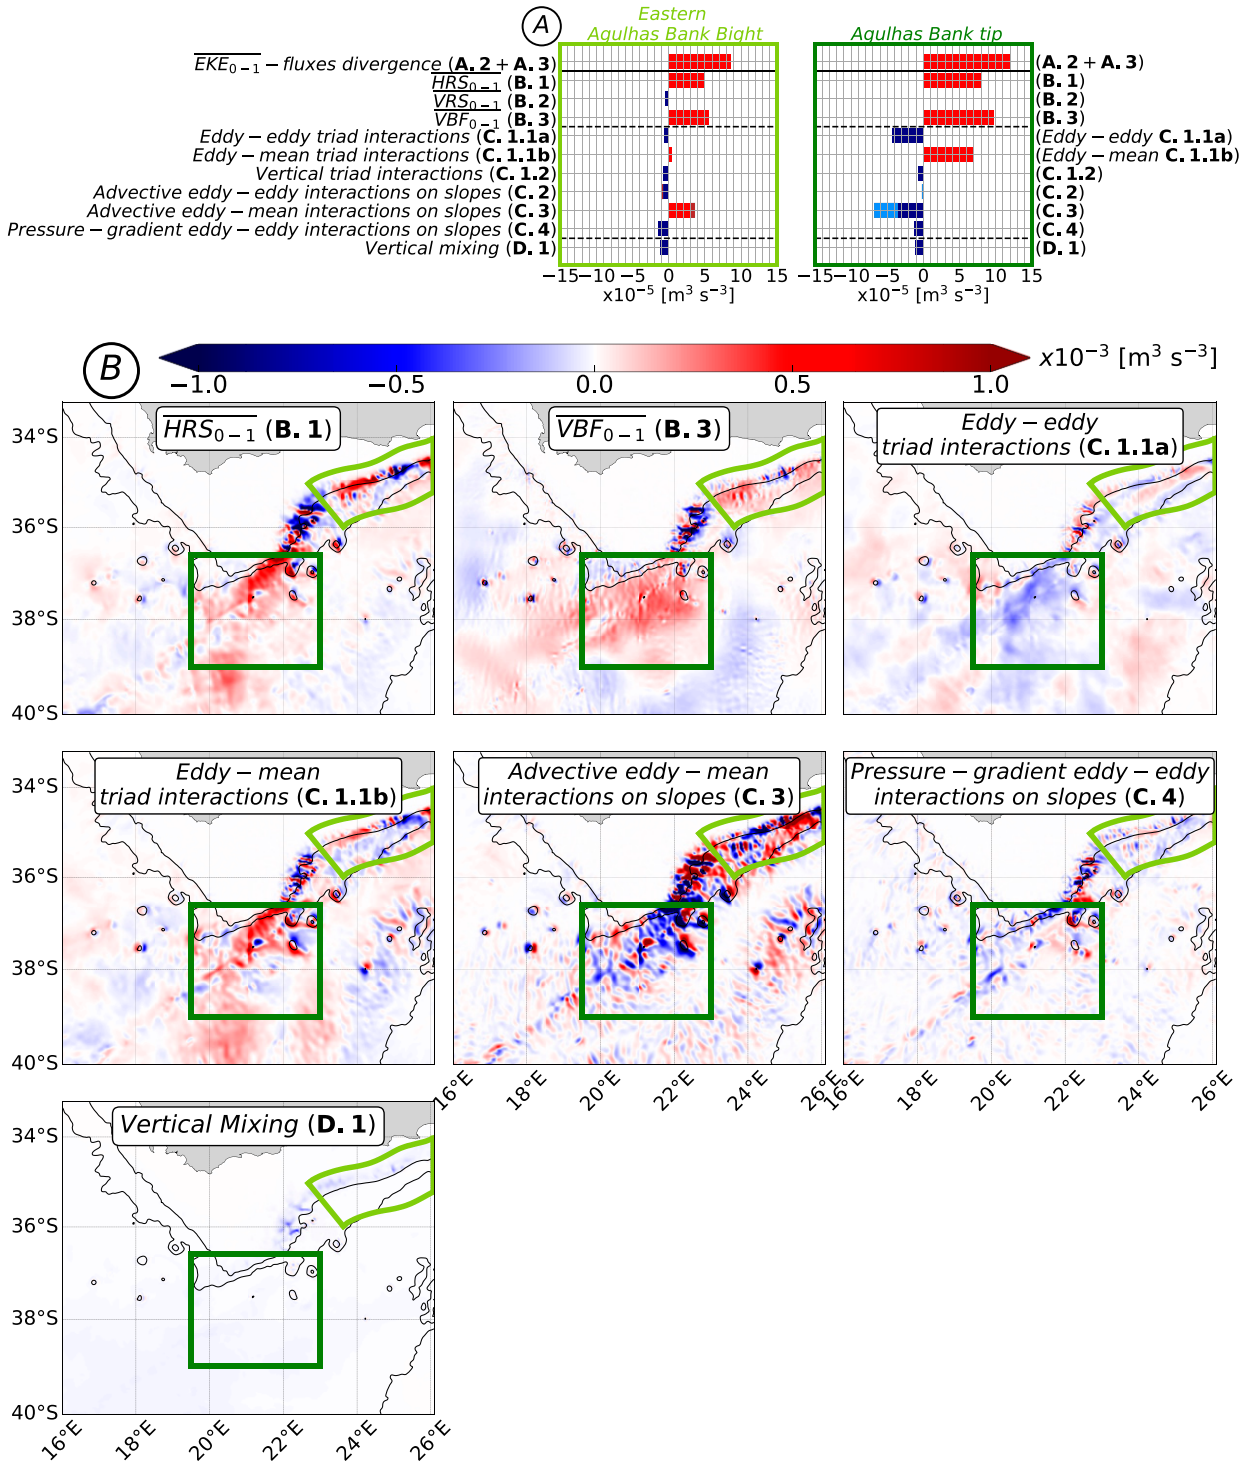 A
Eastern
Agulhas Bank Bight
Agulhas Bank tip
EKE0−1−fluxes divergence (A.2 + A.3)
(A.2 + A.3)
HRS0−1 (B.1)
(B.1)
VRS0−1 (B.2)
(B.2)
VBF0−1 (B.3)
(B.3)
Eddy−eddy triad interactions (C.1.1a)
(Eddy−eddy C.1.1a)
Eddy−mean triad interactions (C.1.1b)
(Eddy−mean C.1.1b)
Vertical triad interactions (C.1.2)
(C.1.2)
Advective eddy−eddy interactions on slopes (C.2)
(C.2)
Advective eddy−mean interactions on slopes (C.3)
(C.3)
Pressure−gradient eddy−eddy interactions on slopes (C.4)
(C.4)
Vertical mixing (D.1)
(D.1)
−15 −10 −5 0 5 10 15
−15 −10 −5 0 5 10 15
x10−5 [m3 s−3]
x10−5 [m3 s−3]
B
x10−3 [m3 s−3]
−1.0 −0.5 0.0 0.5 1.0
HRS0−1 (B.1)
VBF0−1 (B.3)
Eddy−eddy
triad interactions (C.1.1a)
34°S
36°S
38°S
40°S
Eddy−mean
triad interactions (C.1.1b)
Advective eddy−mean
interactions on slopes (C.3)
Pressure−gradient eddy−eddy
interactions on slopes (C.4)
34°S
36°S
38°S
40°S
16°E 20°E 22°E 24°E 26°E
16°E 20°E 22°E 24°E 26°E
Vertical Mixing (D.1)
34°S
36°S
38°S
40°S
16°E 18°E 20°E 22°E 24°E 26°E